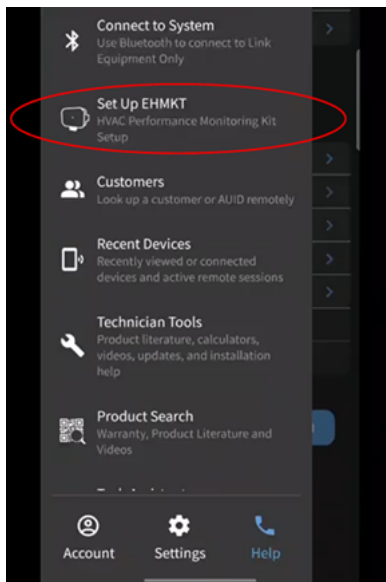 Connect to System
Use Bluetooth to connect to Link
Equipment Only
Set Up EHMKT
HVAC Performance Monitoring Kit
Setup
Customers
Look up a customer or AUID remotely
Recent Devices
Recently viewed or connected
devices and active remote sessions
Technician Tools
Product literature, calculators,
videos, updates, and installation
help
Product Search
Warranty, Product Literature and
Videos
Account
Settings
Help